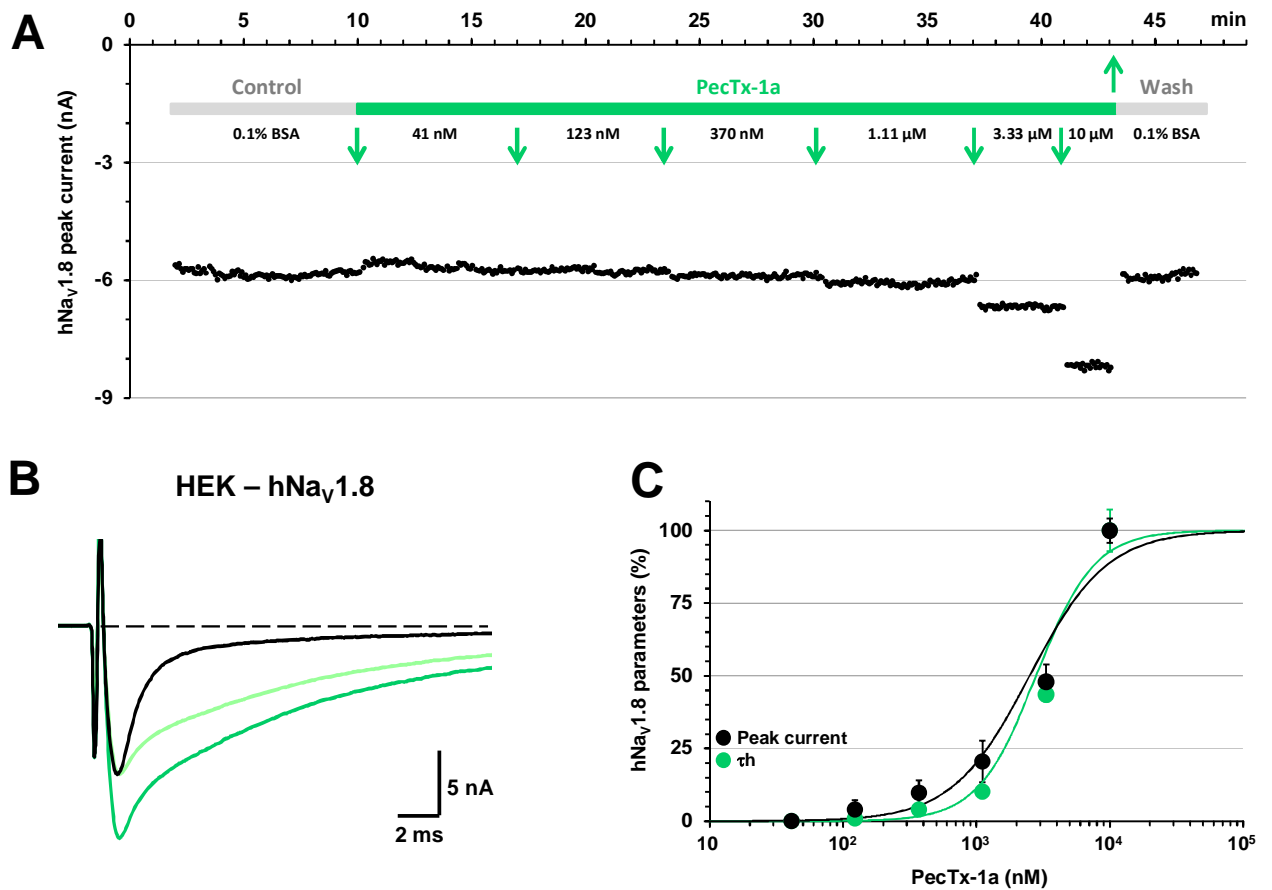 A
0 5 10 15 20 25 30 35 40 45 min
0
Control PecTx-1a Wash
0.1% BSA 41 nM 123 nM 370 nM 1.11 µM 3.33 µM 10 µM 0.1% BSA
-3
-6
-9
hNaV1.8 peak current (nA)
B
HEK – hNaV1.8
5 nA
2 ms
C
100
75
50
25
0
hNaV1.8 parameters (%)
Peak current
τh
10 10² 10³ 10⁴ 10⁵
PecTx-1a (nM)